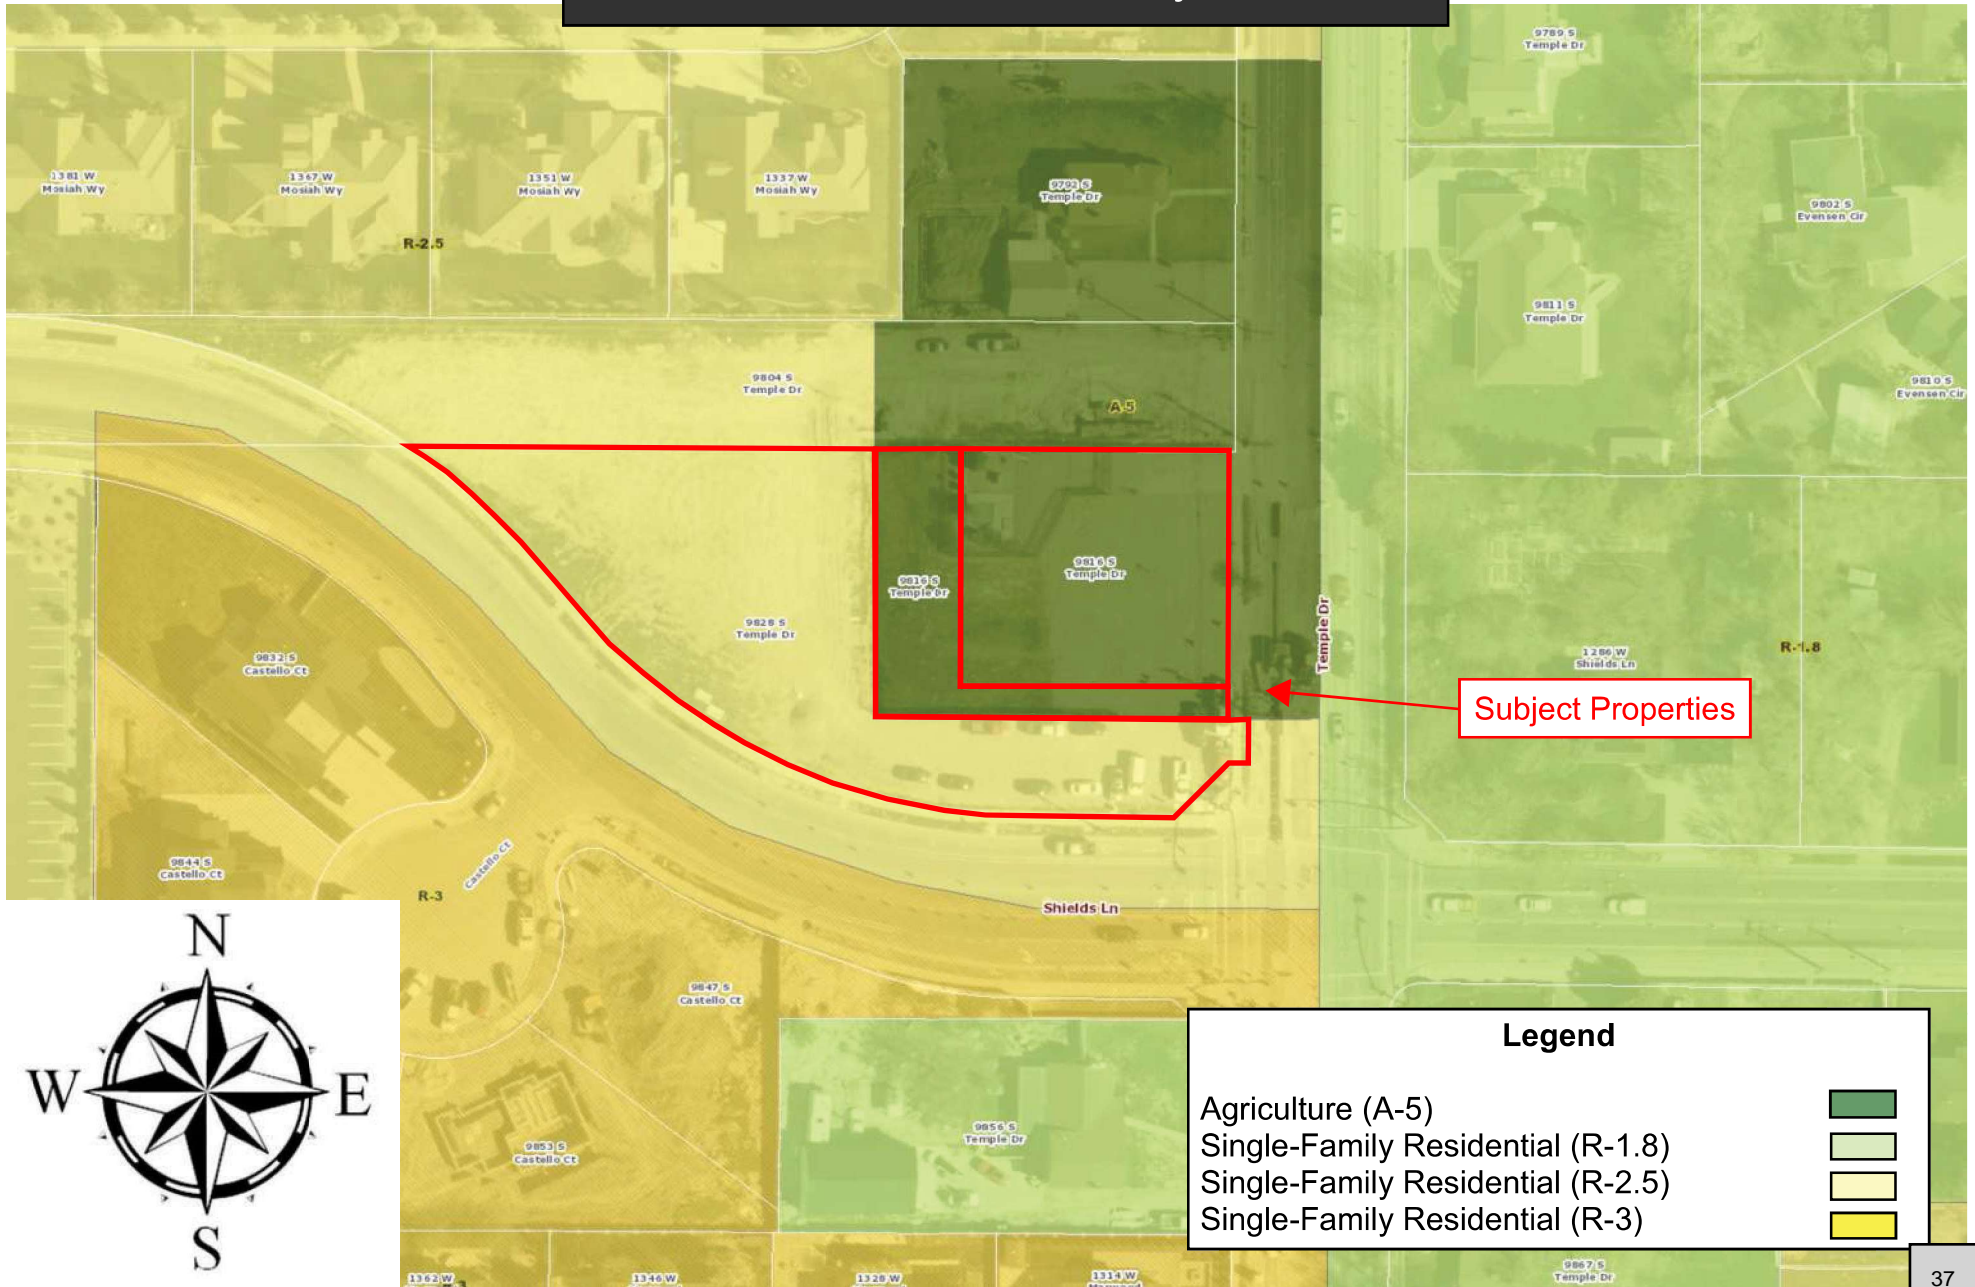 9789 S
Temple Dr
1381 W
Mosiah Wy
1367 W
Mosiah Wy
1351 W
Mosiah Wy
1337 W
Mosiah Wy
9792 S
Temple Dr
9802 S
Evensen Cir
R-2.5
9811 S
Temple Dr
9804 S
Temple Dr
A-5
9810 S
Evensen Cir
9816 S
Temple Dr
9816 S
Temple Dr
9828 S
Temple Dr
Temple Dr
9832 S
Castello Ct
1286 W
Shields Ln
R-1.8
Subject Properties
9844 S
Castello Ct
Castello Ct
R-3
Shields Ln
9847 S
Castello Ct
N
W
E
S
9853 S
Castello Ct
9856 S
Temple Dr
Legend
Agriculture (A-5)
Single-Family Residential (R-1.8)
Single-Family Residential (R-2.5)
Single-Family Residential (R-3)
1362 W
1346 W
1328 W
1314 W
9867 S
Temple Dr
37